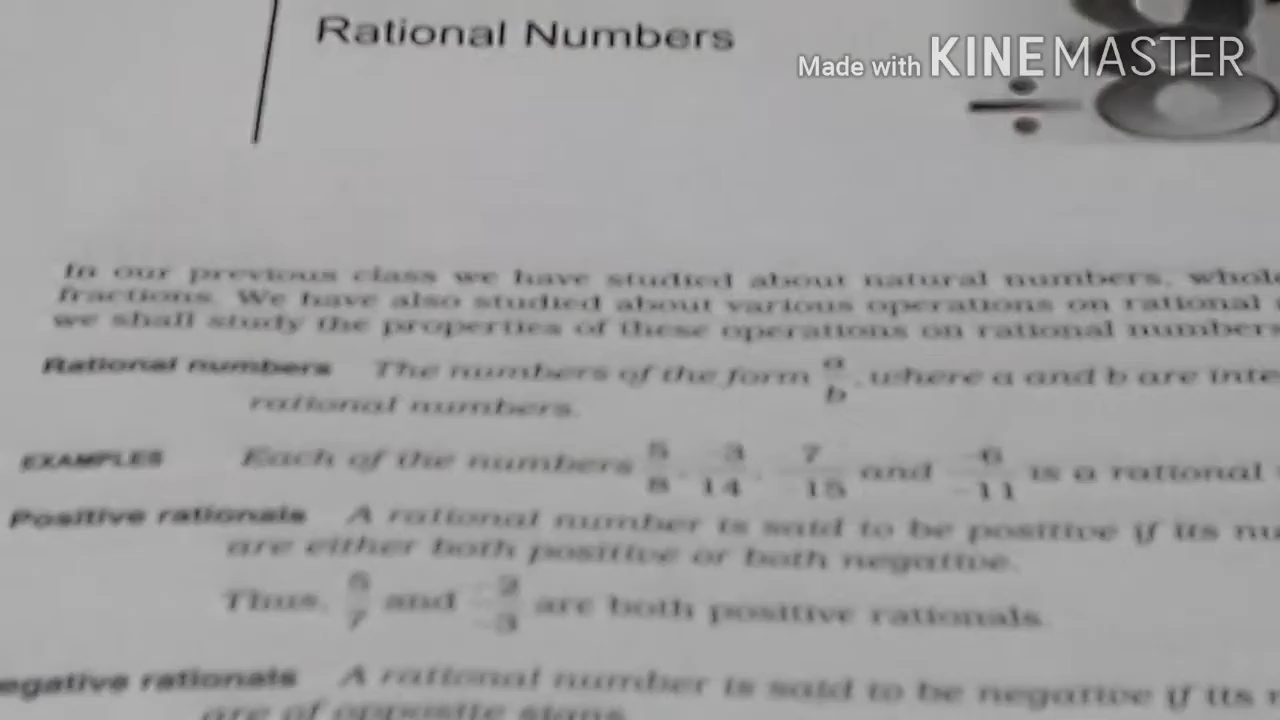 Rational Numbers
Made with KINEMASTER
÷
In our previous class we have studied about natural numbers, whole
fractions. We have also studied about various operations on rational
we shall study the properties of these operations on rational numbers
Rational numbers The numbers of the form a/b, where a and b are inte
rational numbers.
EXAMPLES Each of the numbers 5/8, -3/14, 7/-15 and -6/-11 is a rational
Positive rationals A rational number is said to be positive if its nu
are either both positive or both negative.
Thus, 5/7 and -2/-3 are both positive rationals.
egative rationals A rational number is said to be negative if its
are of opposite signs.